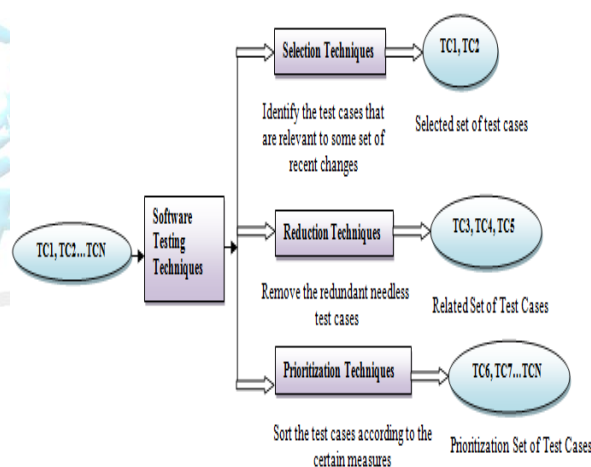 Selection Techniques
TC1, TC2
Identify the test cases that
are relevant to some set of
recent changes
Selected set of test cases
TC1, TC2...TCN
Software
Testing
Techniques
Reduction Techniques
TC3, TC4, TC5
Remove the redundant needless
test cases
Related Set of Test Cases
Prioritization Techniques
TC6, TC7...TCN
Sort the test cases according to the
certain measures
Prioritization Set of Test Cases